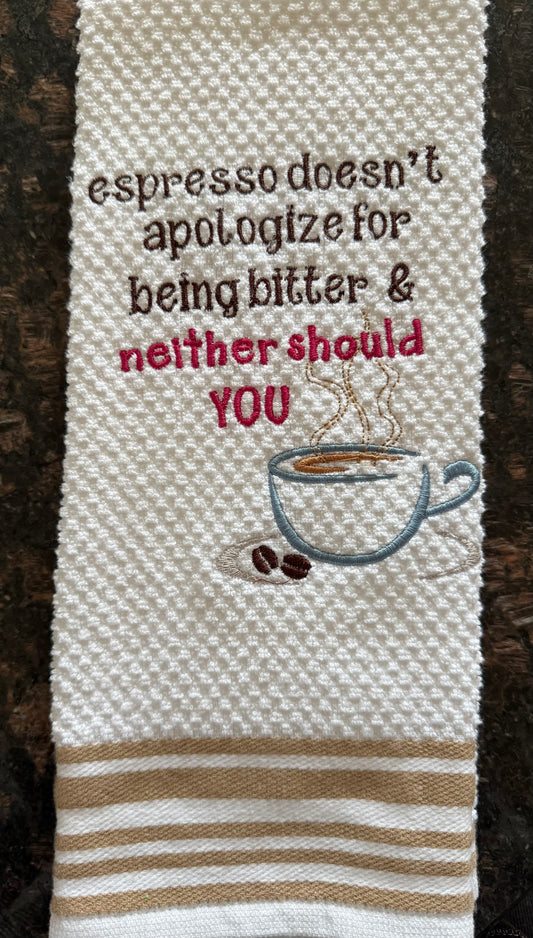 espresso doesn't
apologize for
being bitter &
neither should
YOU